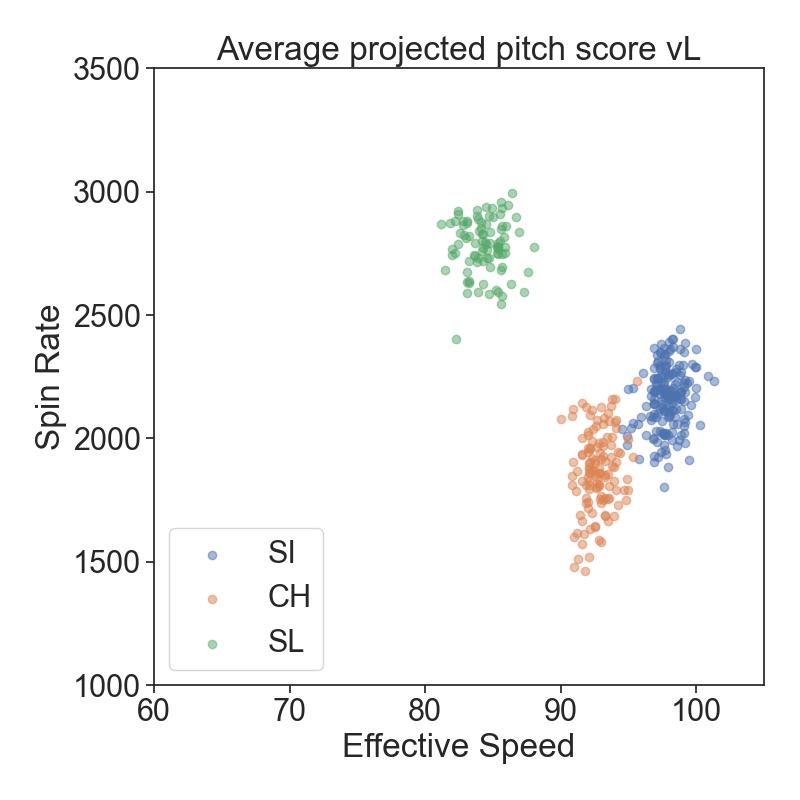 Average projected pitch score vL
3500
3000
2500
2000
1500
1000
Spin Rate
SI
CH
SL
60 70 80 90 100
Effective Speed